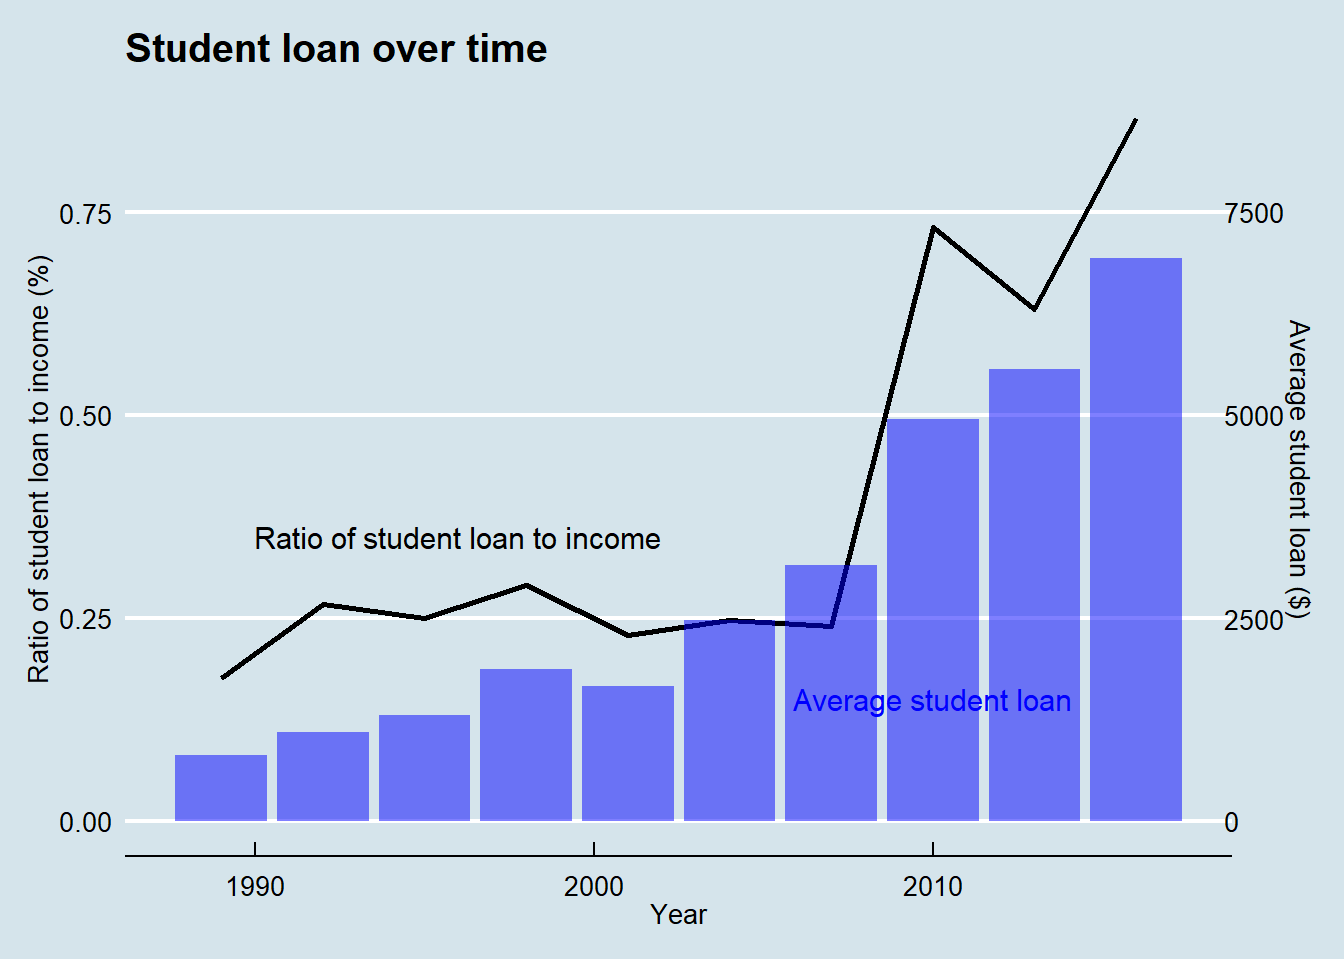 Student loan over time
0.75
0.50
0.25
0.00
Ratio of student loan to income (%)
7500
5000
2500
0
Average student loan ($)
Ratio of student loan to income
Average student loan
1990
2000
2010
Year